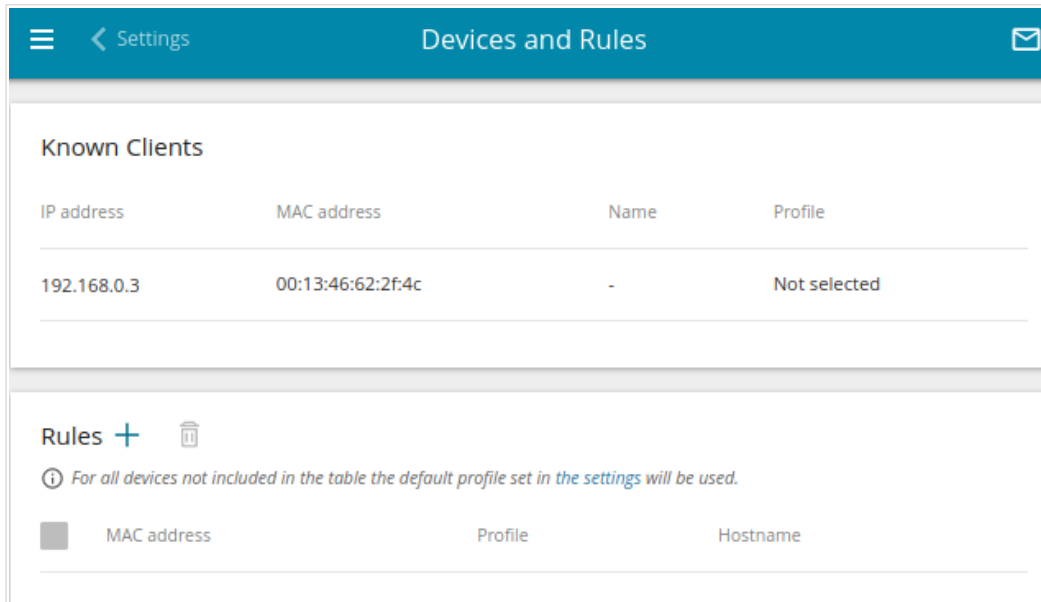 Settings
Devices and Rules
Known Clients
IP address MAC address Name Profile
192.168.0.3 00:13:46:62:2f:4c - Not selected
Rules
For all devices not included in the table the default profile set in the settings will be used.
MAC address Profile Hostname